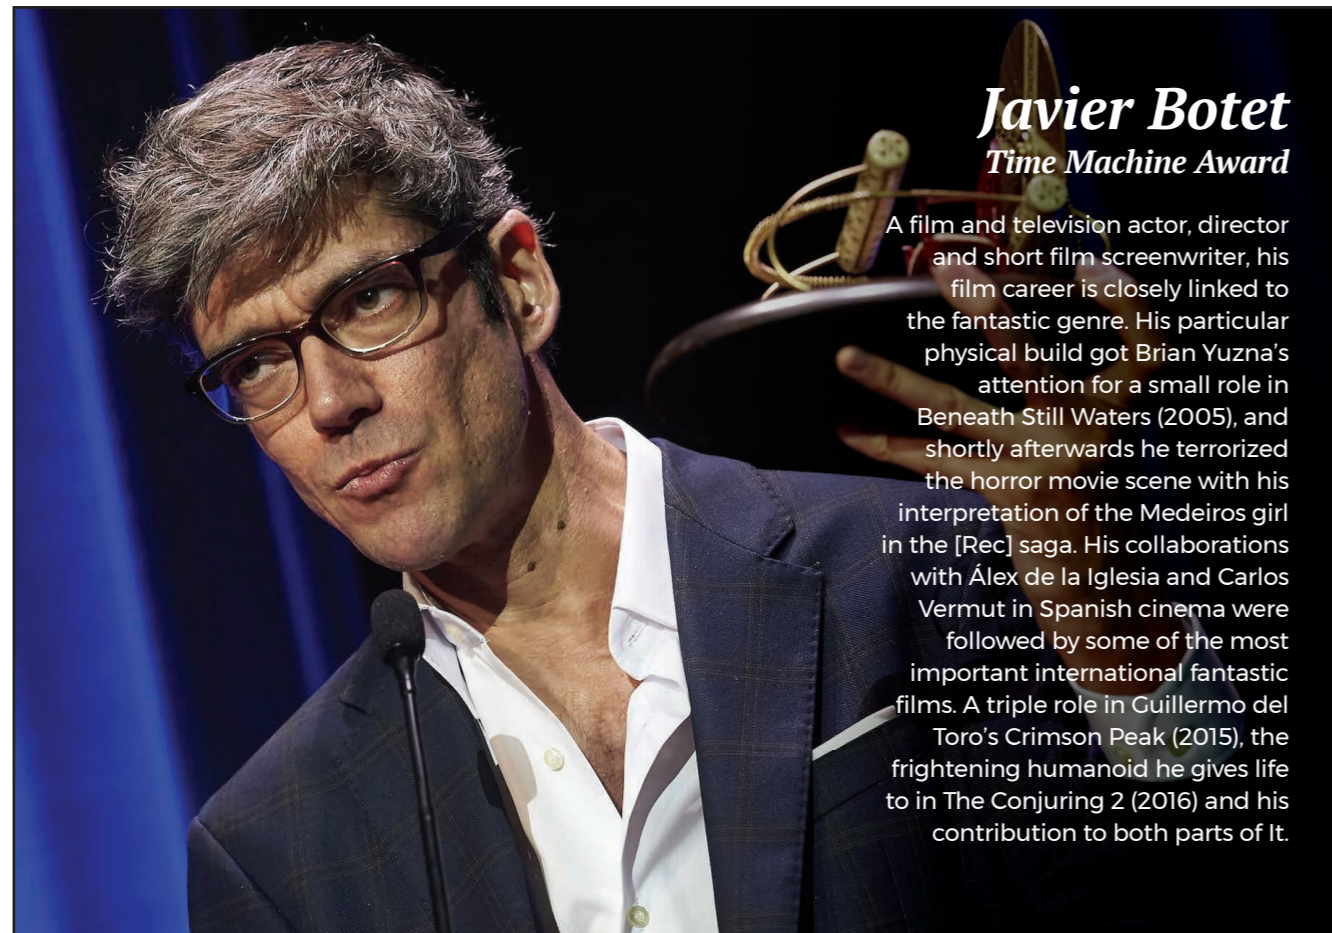 Javier Botet
Time Machine Award
A film and television actor, director
and short film screenwriter, his
film career is closely linked to
the fantastic genre. His particular
physical build got Brian Yuzna’s
attention for a small role in
Beneath Still Waters (2005), and
shortly afterwards he terrorized
the horror movie scene with his
interpretation of the Medeiros girl
in the [Rec] saga. His collaborations
with Álex de la Iglesia and Carlos
Vermut in Spanish cinema were
followed by some of the most
important international fantastic
films. A triple role in Guillermo del
Toro’s Crimson Peak (2015), the
frightening humanoid he gives life
to in The Conjuring 2 (2016) and his
contribution to both parts of It.